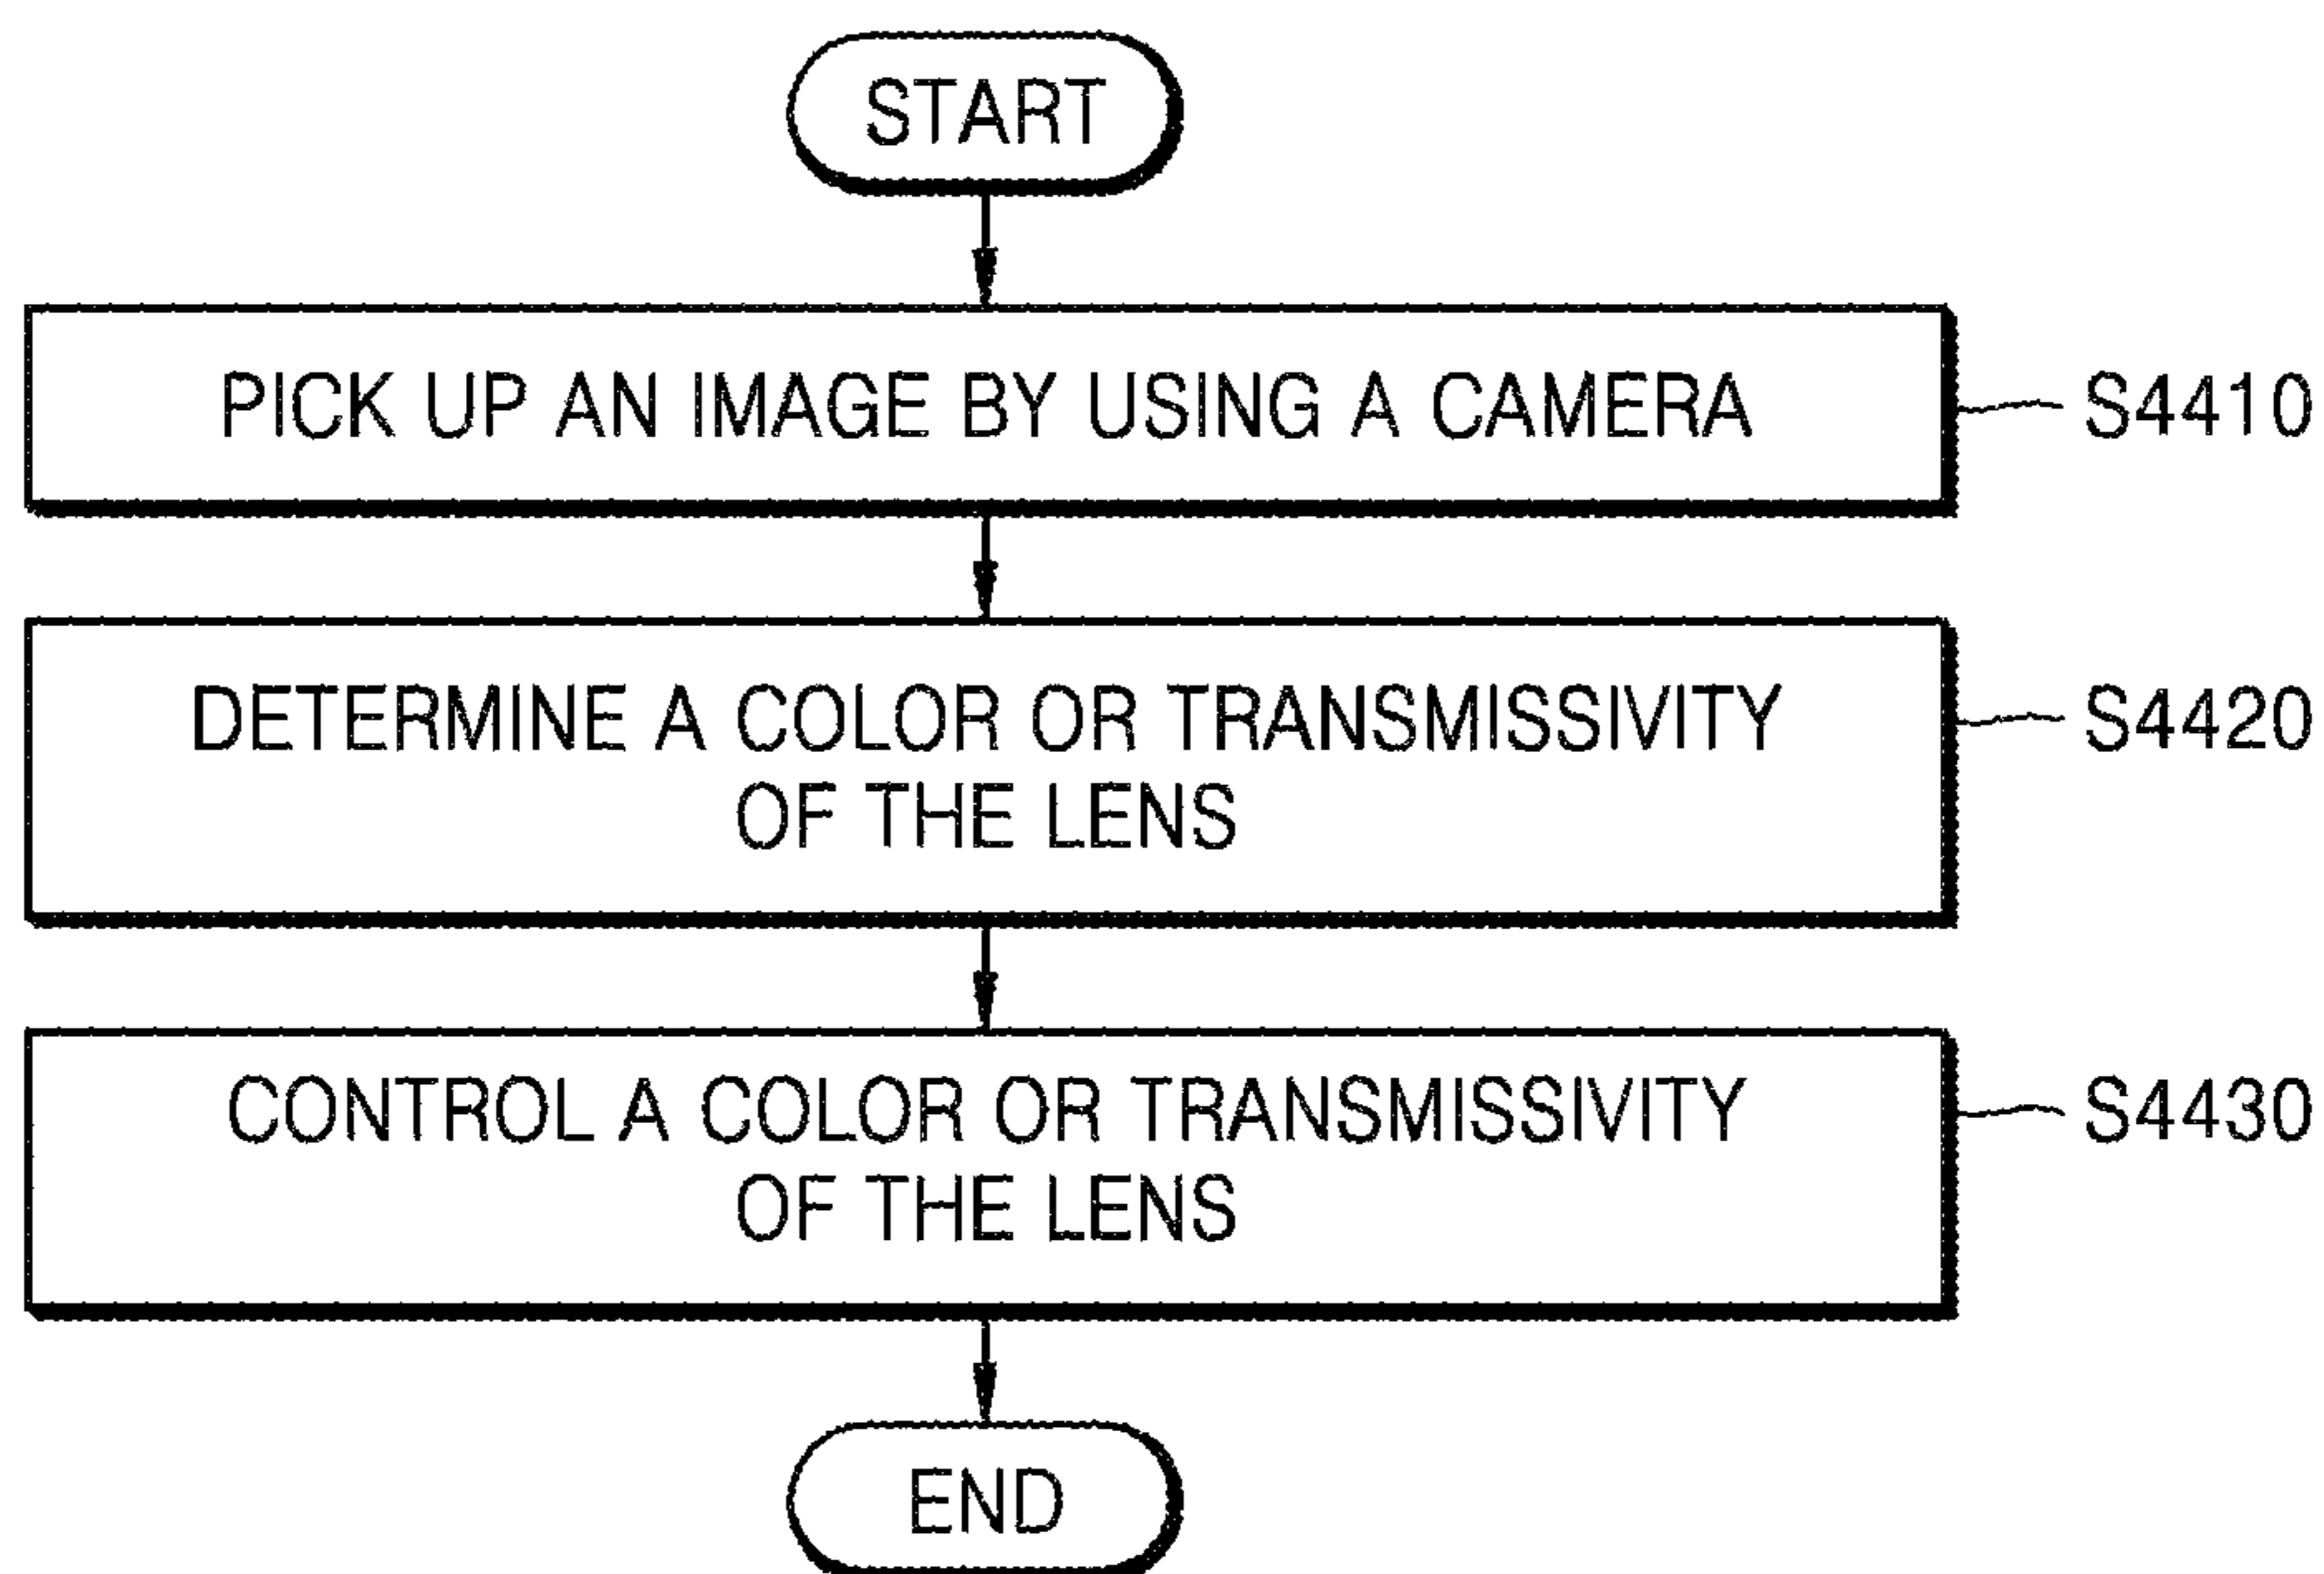 START
PICK UP AN IMAGE BY USING A CAMERA
S4410
DETERMINE A COLOR OR TRANSMISSIVITY
OF THE LENS
S4420
CONTROL A COLOR OR TRANSMISSIVITY
OF THE LENS
S4430
END